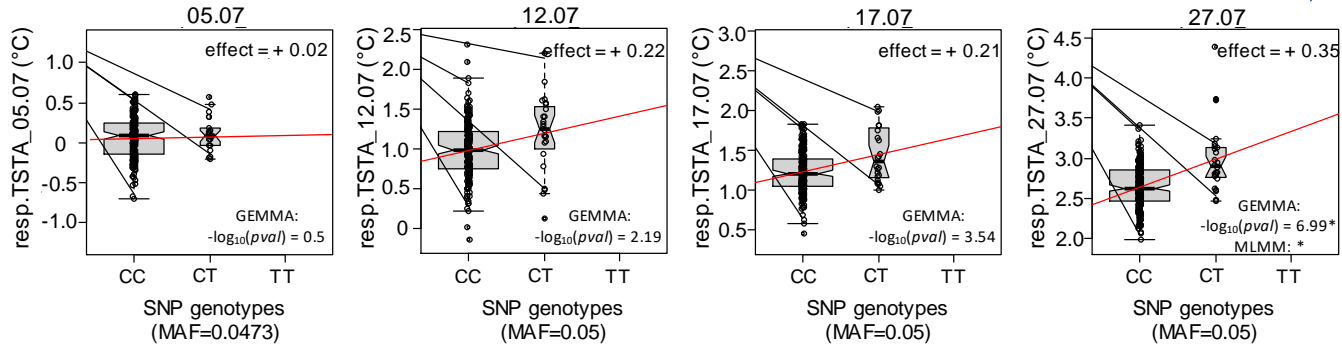 05.07
effect = + 0.02
resp.TSTA_05.07 (°C)
1.0
0.5
0
-0.5
-1.0
GEMMA:
-log10(pval) = 0.5
CC CT TT
SNP genotypes
(MAF=0.0473)
12.07
effect = + 0.22
resp.TSTA_12.07 (°C)
2.5
2.0
1.5
1.0
0.5
0
GEMMA:
-log10(pval) = 2.19
CC CT TT
SNP genotypes
(MAF=0.05)
17.07
effect = + 0.21
resp.TSTA_17.07 (°C)
3.0
2.5
2.0
1.5
1.0
0.5
GEMMA:
-log10(pval) = 3.54
CC CT TT
SNP genotypes
(MAF=0.05)
27.07
effect = + 0.35
resp.TSTA_27.07 (°C)
4.5
4.0
3.5
3.0
2.5
2.0
GEMMA:
-log10(pval) = 6.99*
MLMM: *
CC CT TT
SNP genotypes
(MAF=0.05)